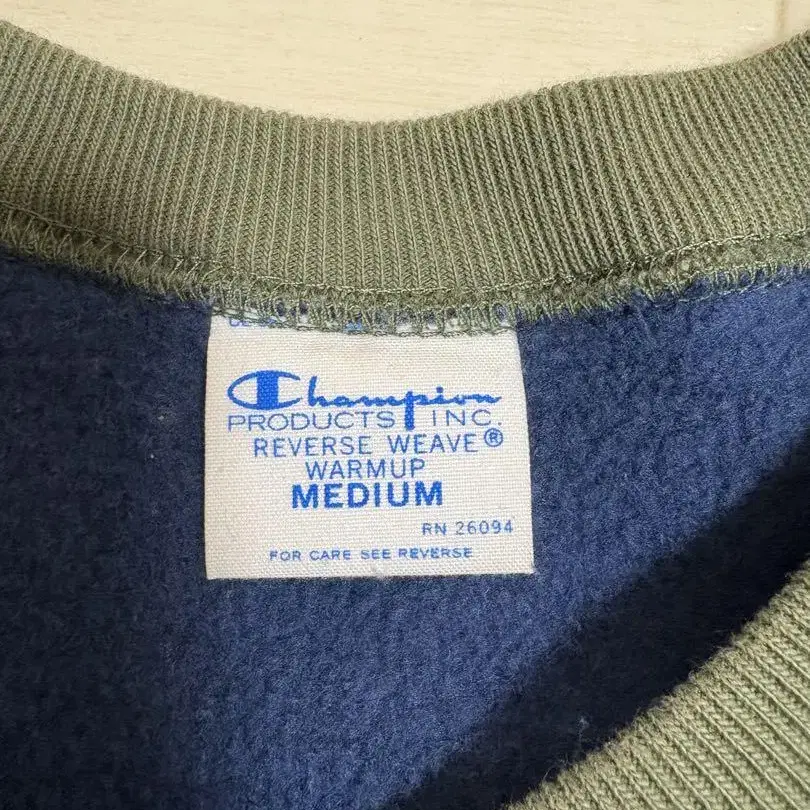 Champion
PRODUCTS INC.
REVERSE WEAVE®
WARMUP
MEDIUM
RN 26094
FOR CARE SEE REVERSE